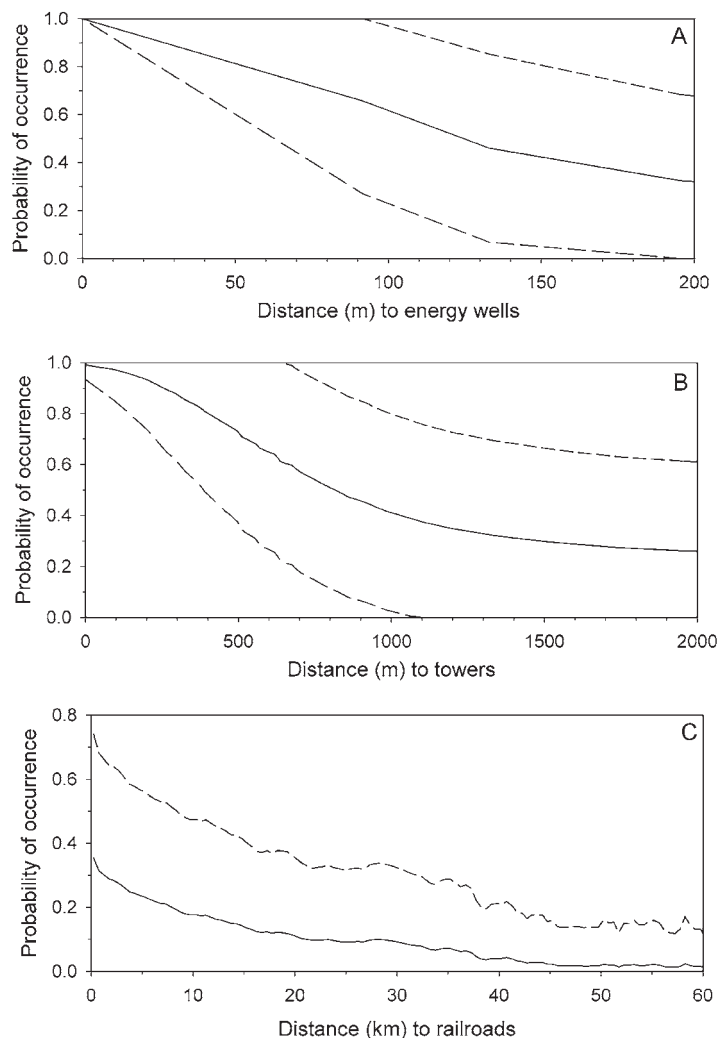 1.0
A
0.8
0.6
0.4
0.2
0.0
Probability of occurrence
0 50 100 150 200
Distance (m) to energy wells
1.0
B
0.8
0.6
0.4
0.2
0.0
Probability of occurrence
0 500 1000 1500 2000
Distance (m) to towers
0.8
C
0.6
0.4
0.2
0.0
Probability of occurrence
0 10 20 30 40 50 60
Distance (km) to railroads